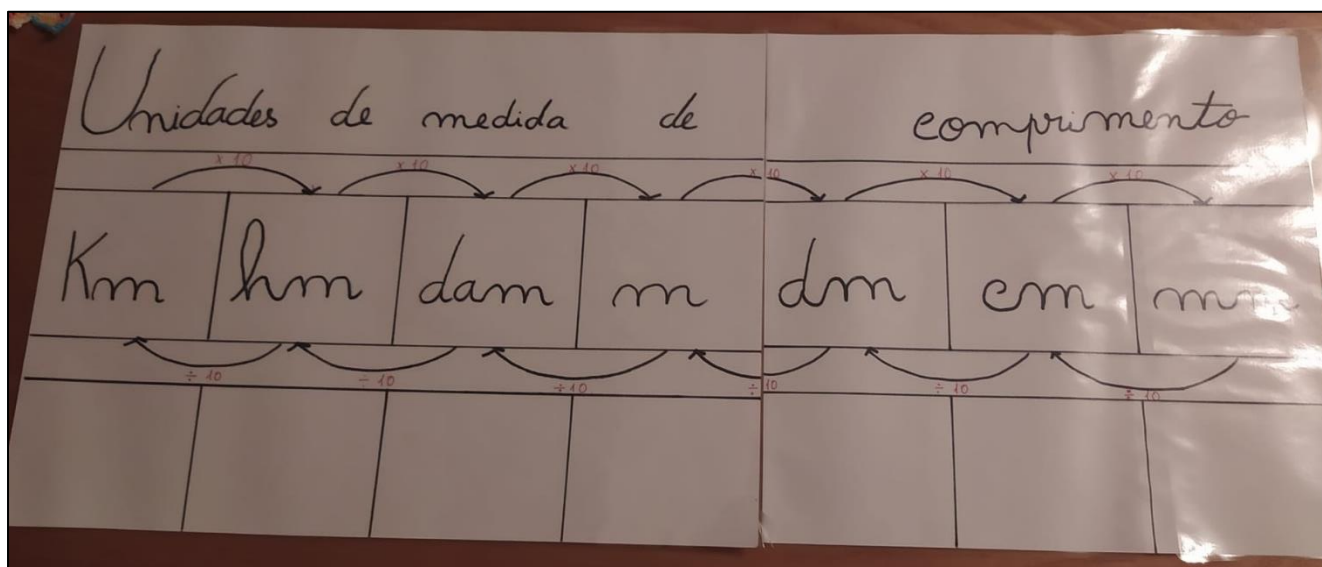 Unidades de medida de comprimento
x 10 x 10 x 10 x 10 x 10 x 10
Km hm dam m dm cm mm
÷ 10 ÷ 10 ÷ 10 ÷ 10 ÷ 10 ÷ 10